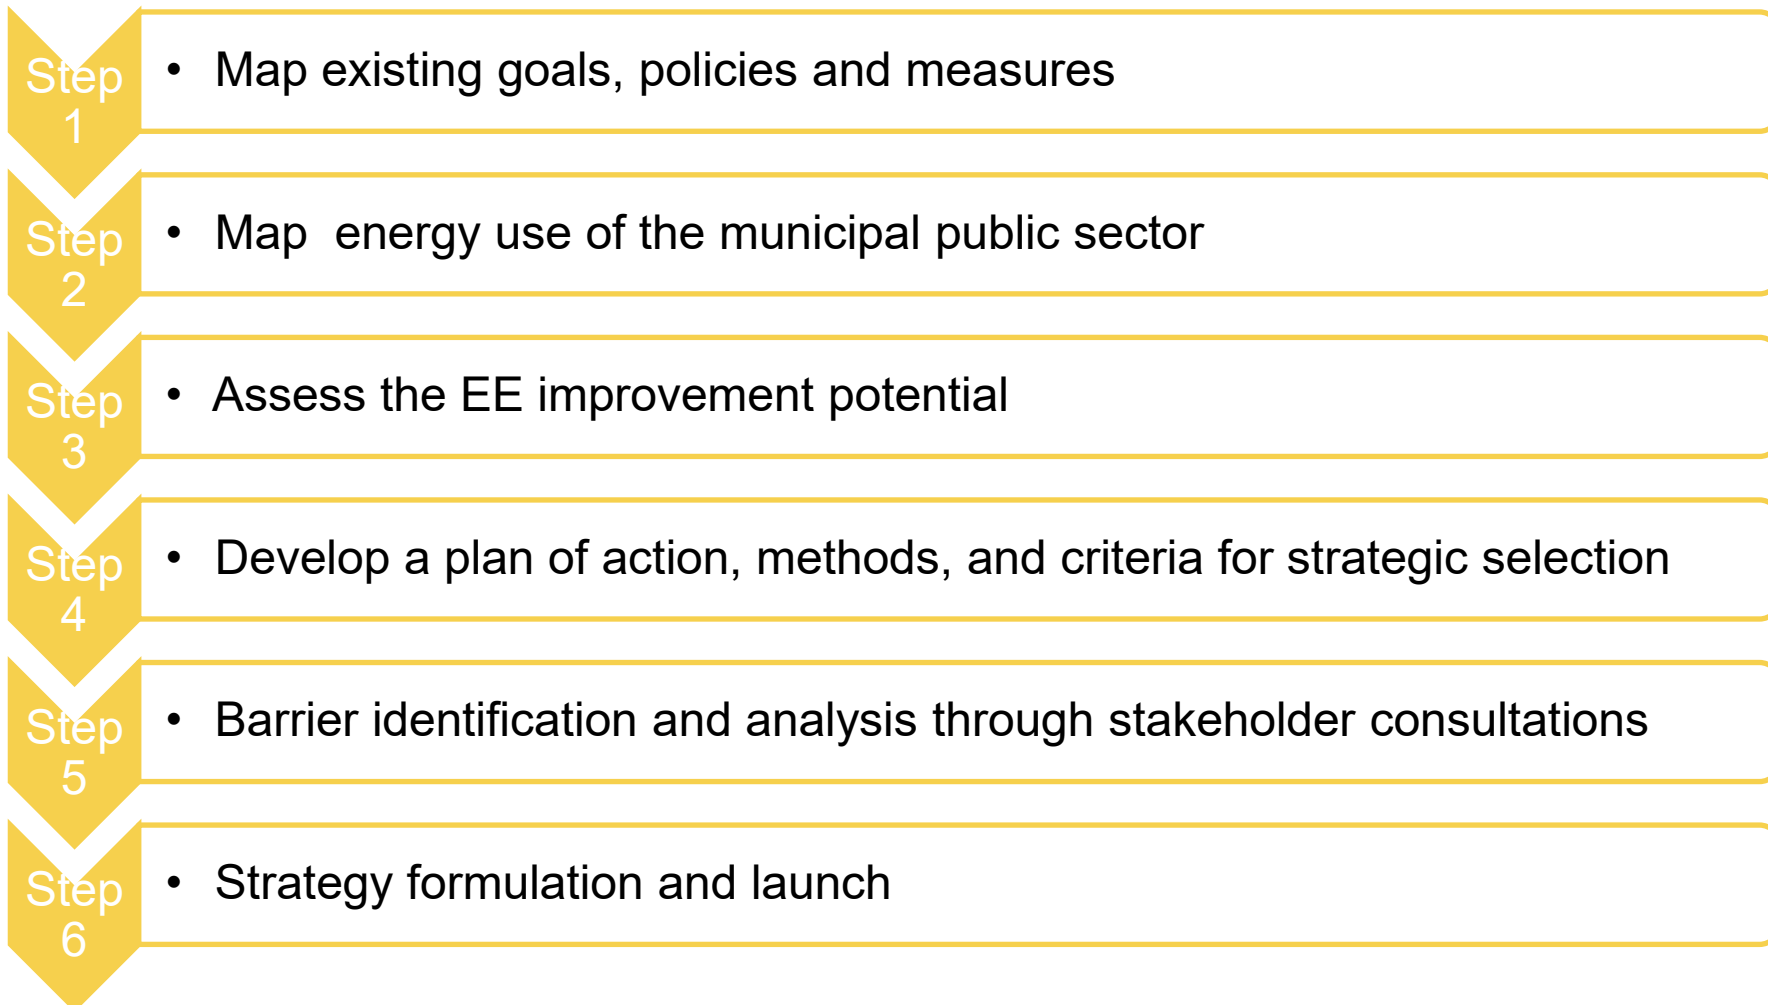 Step
1
• Map existing goals, policies and measures
Step
2
• Map  energy use of the municipal public sector
Step
3
• Assess the EE improvement potential
Step
4
• Develop a plan of action, methods, and criteria for strategic selection
Step
5
• Barrier identification and analysis through stakeholder consultations
Step
6
• Strategy formulation and launch